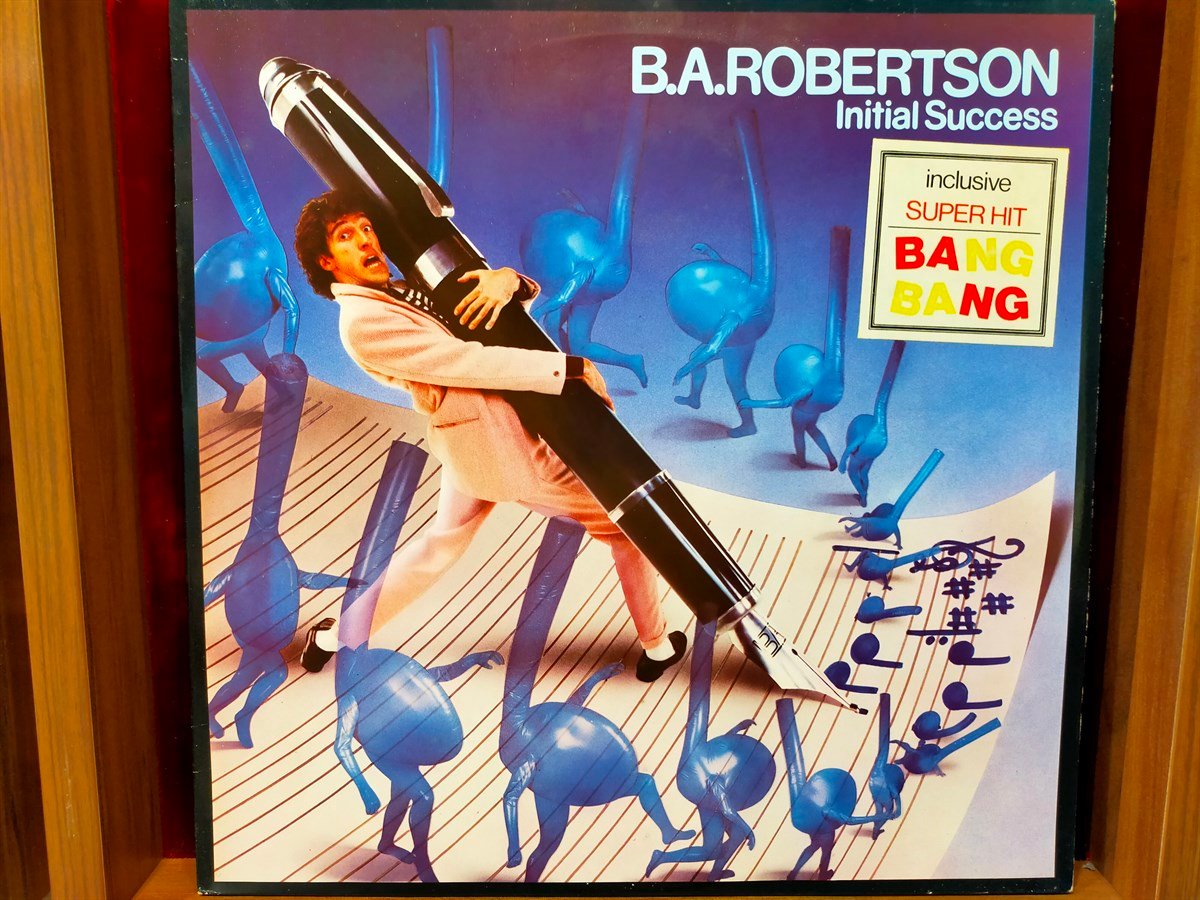 B.A.ROBERTSON
Initial Success
inclusive
SUPER HIT
BANG
BANG